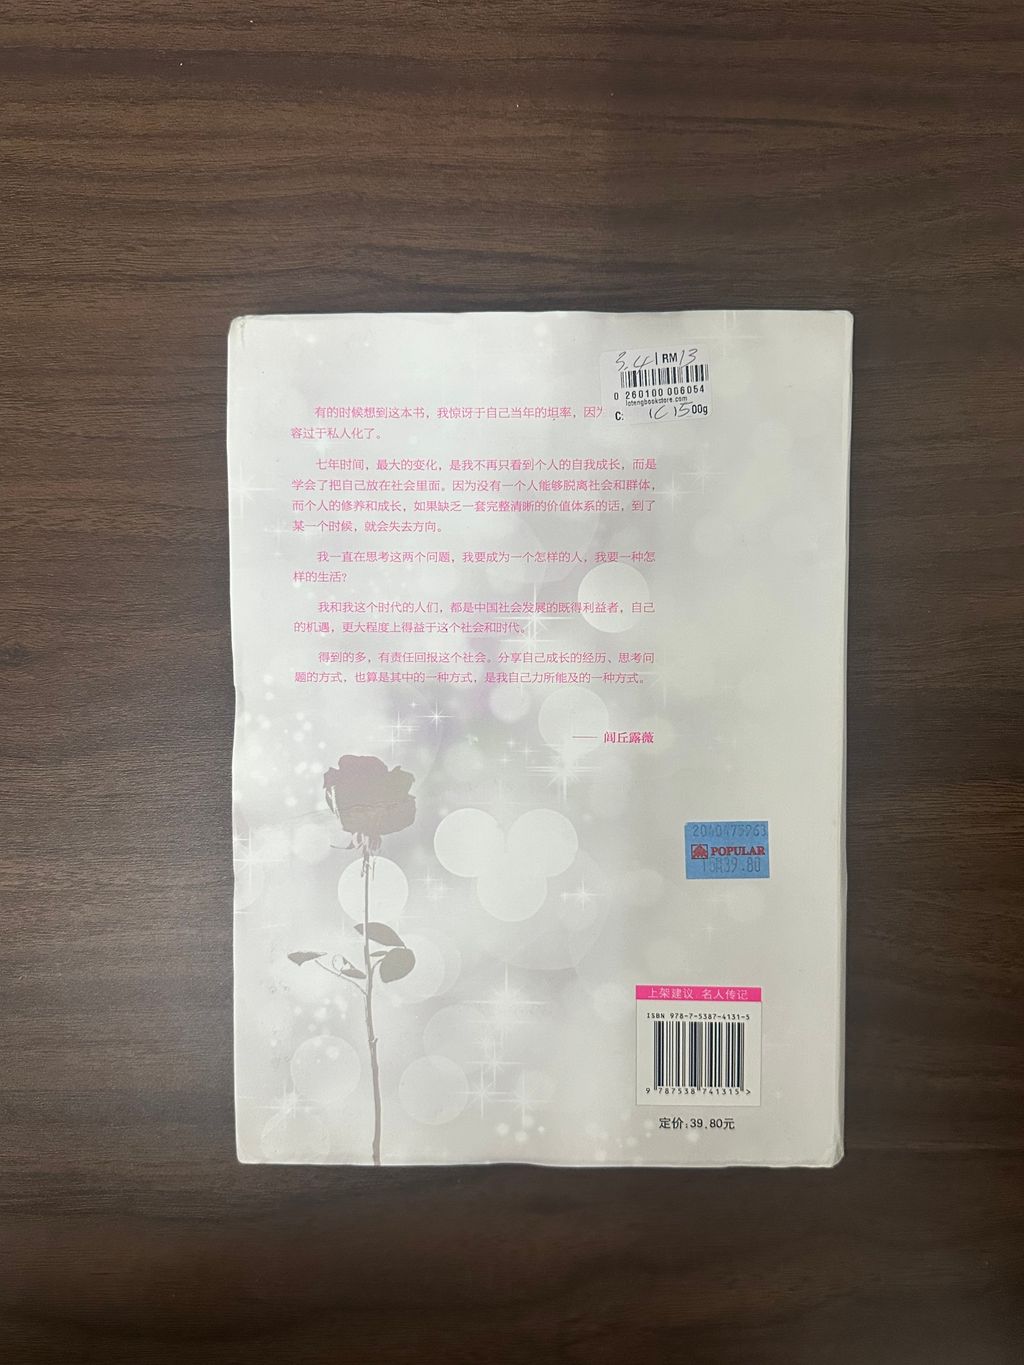 3.41 RM 13
0 260100 006054
lotengbookstore.com
C: 00g
有的时候想到这本书，我惊讶于自己当年的坦率，因为
容过于私人化了。
七年时间，最大的变化，是我不再只看到个人的自我成长，而是
学会了把自己放在社会里面。因为没有一个人能够脱离社会和群体，
而个人的修养和成长，如果缺乏一套完整清晰的价值体系的话，到了
某一个时候，就会失去方向。
我一直在思考这两个问题，我要成为一个怎样的人，我要一种怎
样的生活？
我和我这个时代的人们，都是中国社会发展的既得利益者，自己
的机遇，更大程度上得益于这个社会和时代。
得到的多，有责任回报这个社会。分享自己成长的经历、思考问
题的方式，也算是其中的一种方式，是我自己力所能及的一种方式。
—— 闾丘露薇
POPULAR
39.80
上架建议 名人传记
ISBN 978-7-5387-4131-5
9 787538 741315 >
定价:39.80元